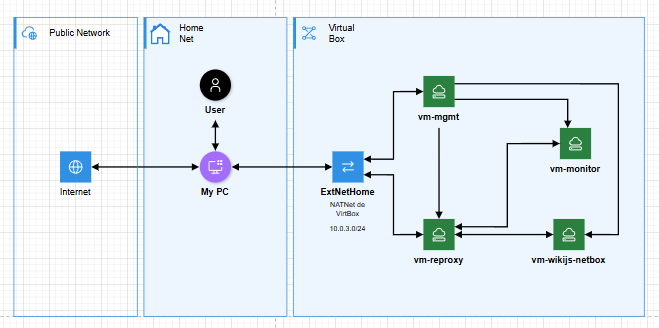 Public Network
Home
Net
Virtual
Box
User
vm-mgmt
vm-monitor
Internet
My PC
ExtNetHome
NATNet de
VirtBox
10.0.3.0/24
vm-reproxy
vm-wikijs-netbox